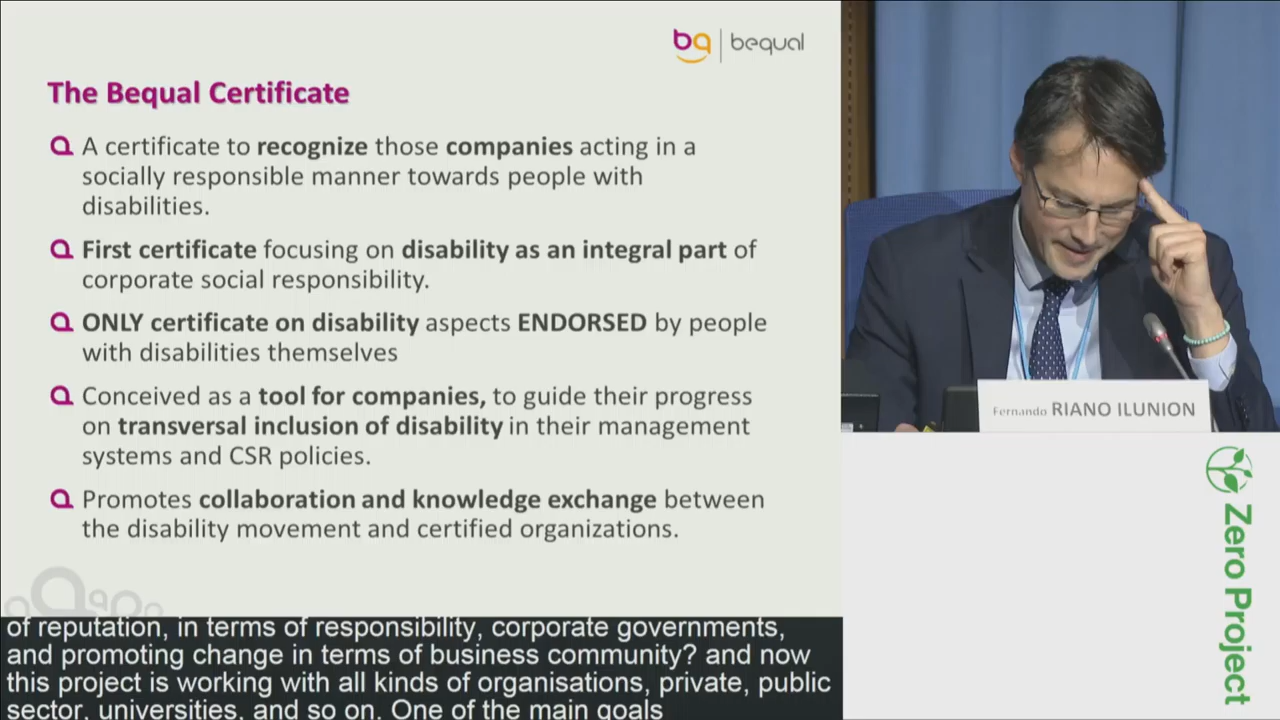 bq | bequal
The Bequal Certificate
A certificate to recognize those companies acting in a
socially responsible manner towards people with
disabilities.
First certificate focusing on disability as an integral part of
corporate social responsibility.
ONLY certificate on disability aspects ENDORSED by people
with disabilities themselves
Conceived as a tool for companies, to guide their progress
on transversal inclusion of disability in their management
systems and CSR policies.
Promotes collaboration and knowledge exchange between
the disability movement and certified organizations.
of reputation, in terms of responsibility, corporate governments,
and promoting change in terms of business community? and now
this project is working with all kinds of organisations, private, public
sector, universities, and so on. One of the main goals
Fernando RIANO ILUNION
Zero Project